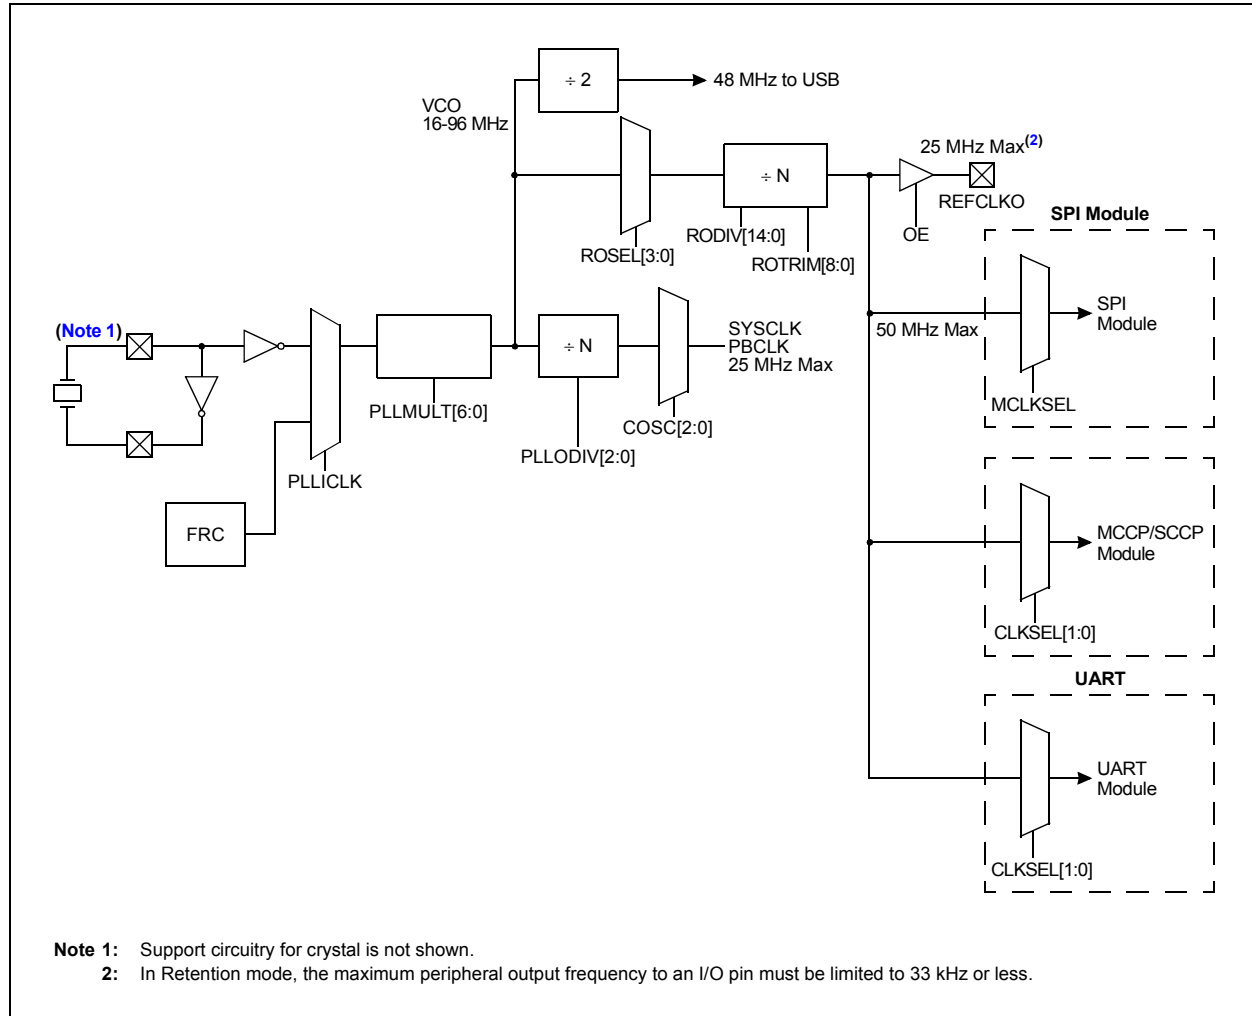 ÷ 2
48 MHz to USB
VCO
16-96 MHz
25 MHz Max(2)
÷ N
REFCLKO
SPI Module
RODIV[14:0]
OE
ROSEL[3:0]
ROTRIM[8:0]
(Note 1)
SPI
Module
50 MHz Max
SYSCLK
PBCLK
25 MHz Max
÷ N
MCLKSEL
PLLMULT[6:0]
COSC[2:0]
PLLODIV[2:0]
PLLICLK
FRC
MCCP/SCCP
Module
CLKSEL[1:0]
UART
UART
Module
CLKSEL[1:0]
Note 1: Support circuitry for crystal is not shown.
2: In Retention mode, the maximum peripheral output frequency to an I/O pin must be limited to 33 kHz or less.